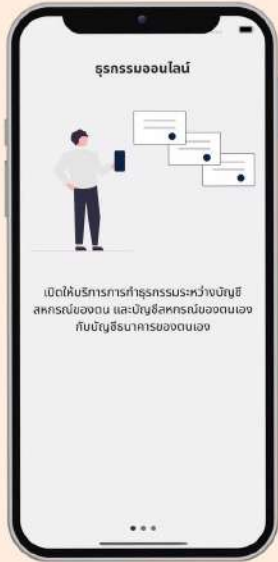 ธุรกรรมออนไลน์
เปิดให้บริการการทำธุรกรรมระหว่างบัญชี
สหกรณ์ของตน และบัญชีสหกรณ์ของตนเอง
กับบัญชีธนาคารของตนเอง